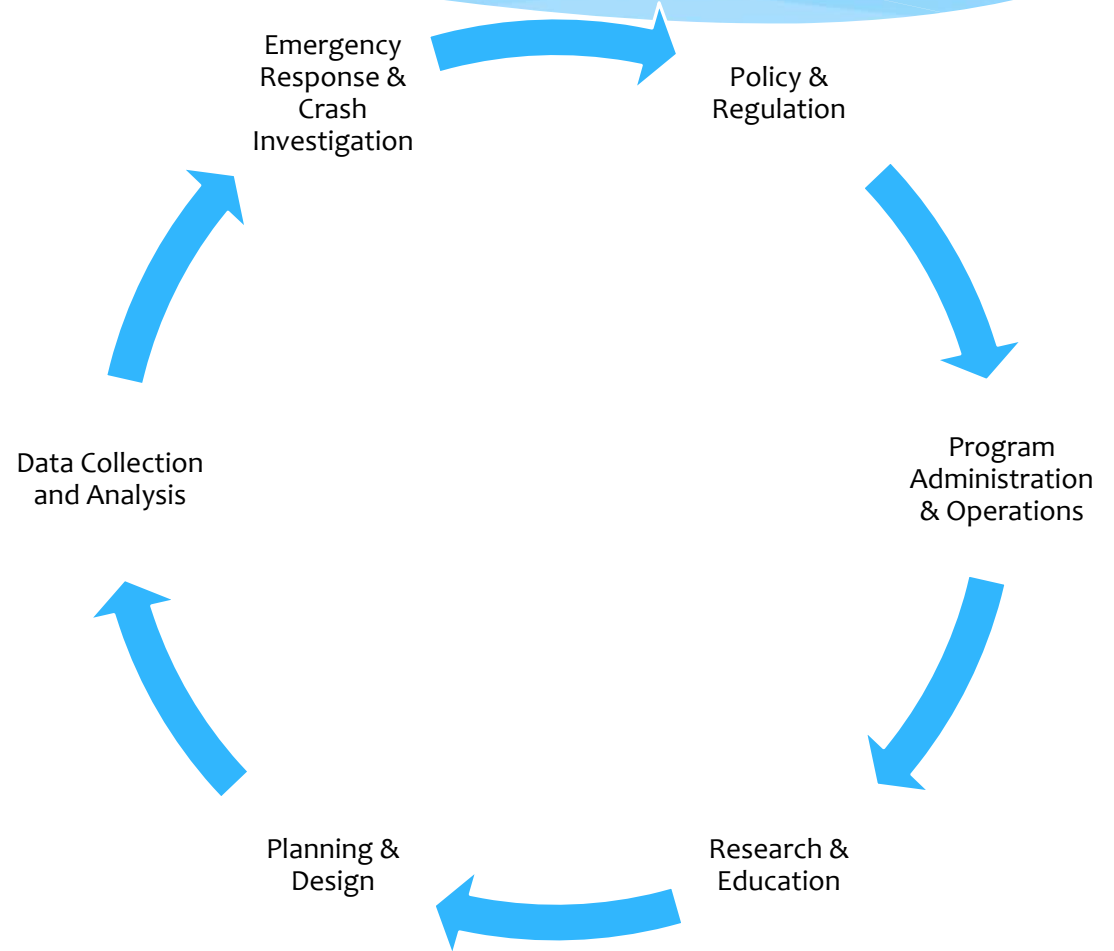 Emergency
Response &
Crash
Investigation
Policy &
Regulation
Program
Administration
& Operations
Research &
Education
Planning &
Design
Data Collection
and Analysis